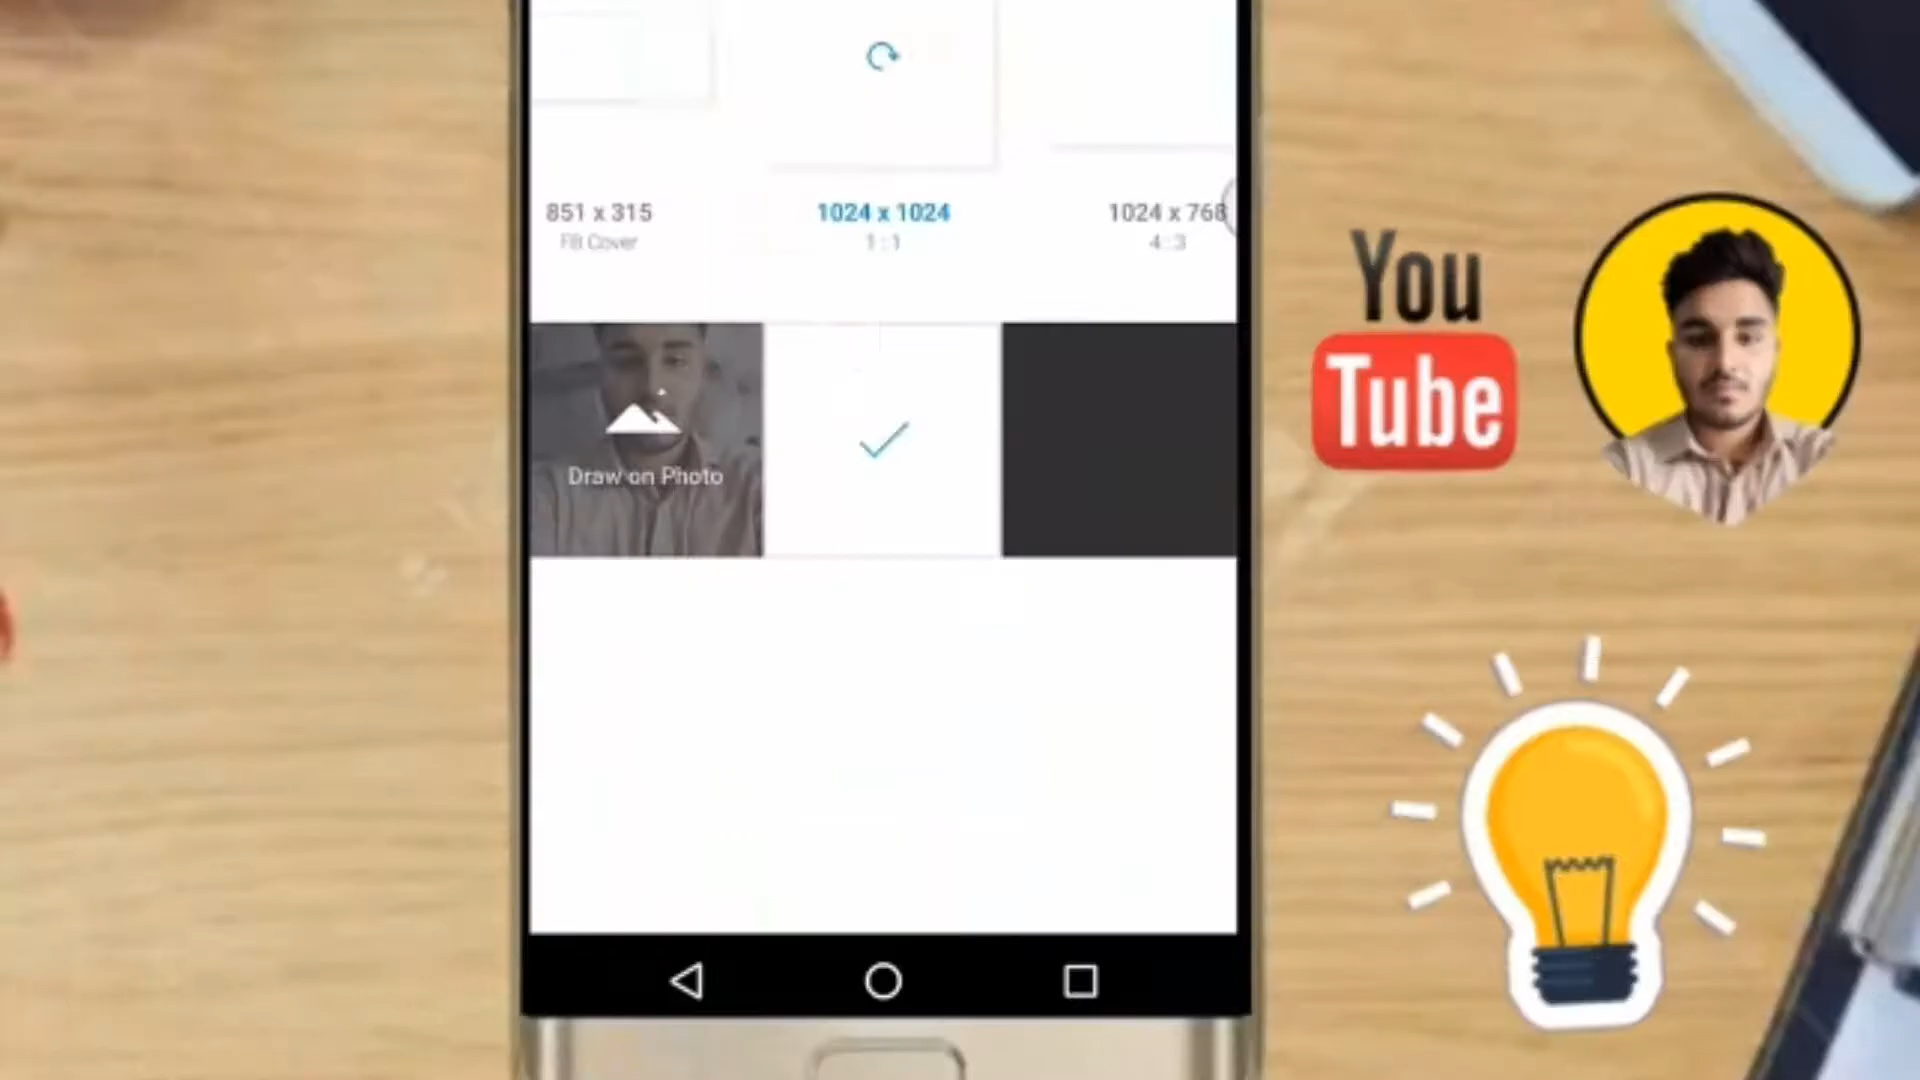 851 x 315
FB Cover
1024 x 1024
1 : 1
1024 x 768
4 : 3
You
Tube
Draw on Photo